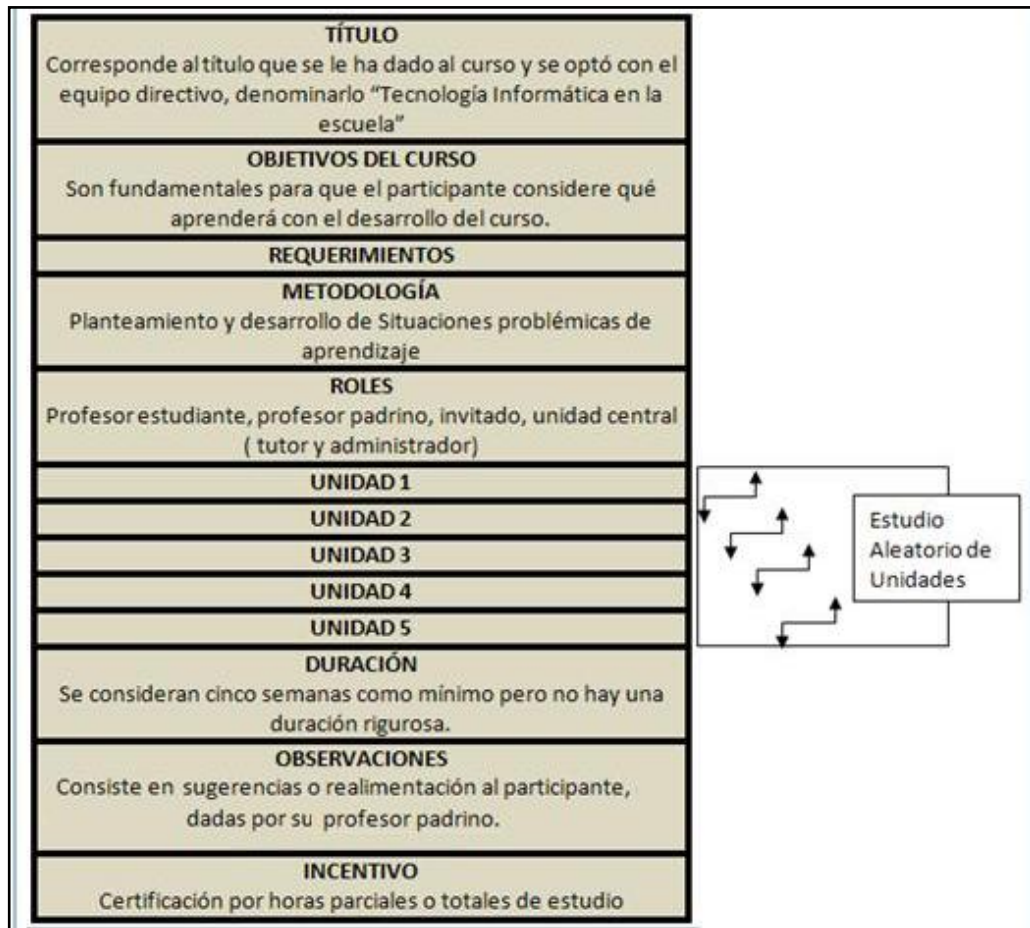 TÍTULO
Corresponde al título que se le ha dado al curso y se optó con el
equipo directivo, denominarlo “Tecnología Informática en la
escuela”
OBJETIVOS DEL CURSO
Son fundamentales para que el participante considere qué
aprenderá con el desarrollo del curso.
REQUERIMIENTOS
METODOLOGÍA
Planteamiento y desarrollo de Situaciones problémicas de
aprendizaje
ROLES
Profesor estudiante, profesor padrino, invitado, unidad central
( tutor y administrador)
UNIDAD 1
UNIDAD 2
UNIDAD 3
UNIDAD 4
UNIDAD 5
Estudio
Aleatorio de
Unidades
DURACIÓN
Se consideran cinco semanas como mínimo pero no hay una
duración rigurosa.
OBSERVACIONES
Consiste en sugerencias o realimentación al participante,
dadas por su profesor padrino.
INCENTIVO
Certificación por horas parciales o totales de estudio